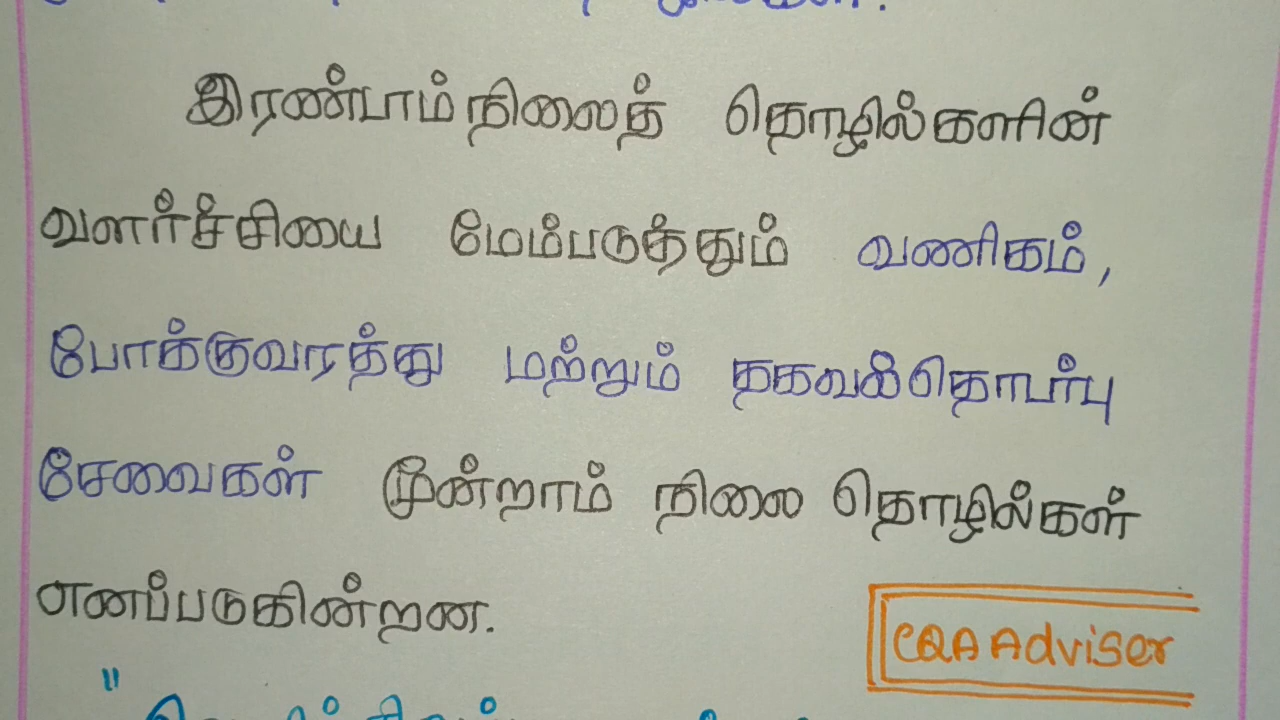 இரண்டாம்நிலைத் தொழில்களின்
வளர்ச்சியை மேம்படுத்தும் வணிகம்,
போக்குவரத்து மற்றும் தகவல்தொடர்பு
சேவைகள் மூன்றாம் நிலை தொழில்கள்
எனப்படுகின்றன.
CQA Adviser
"